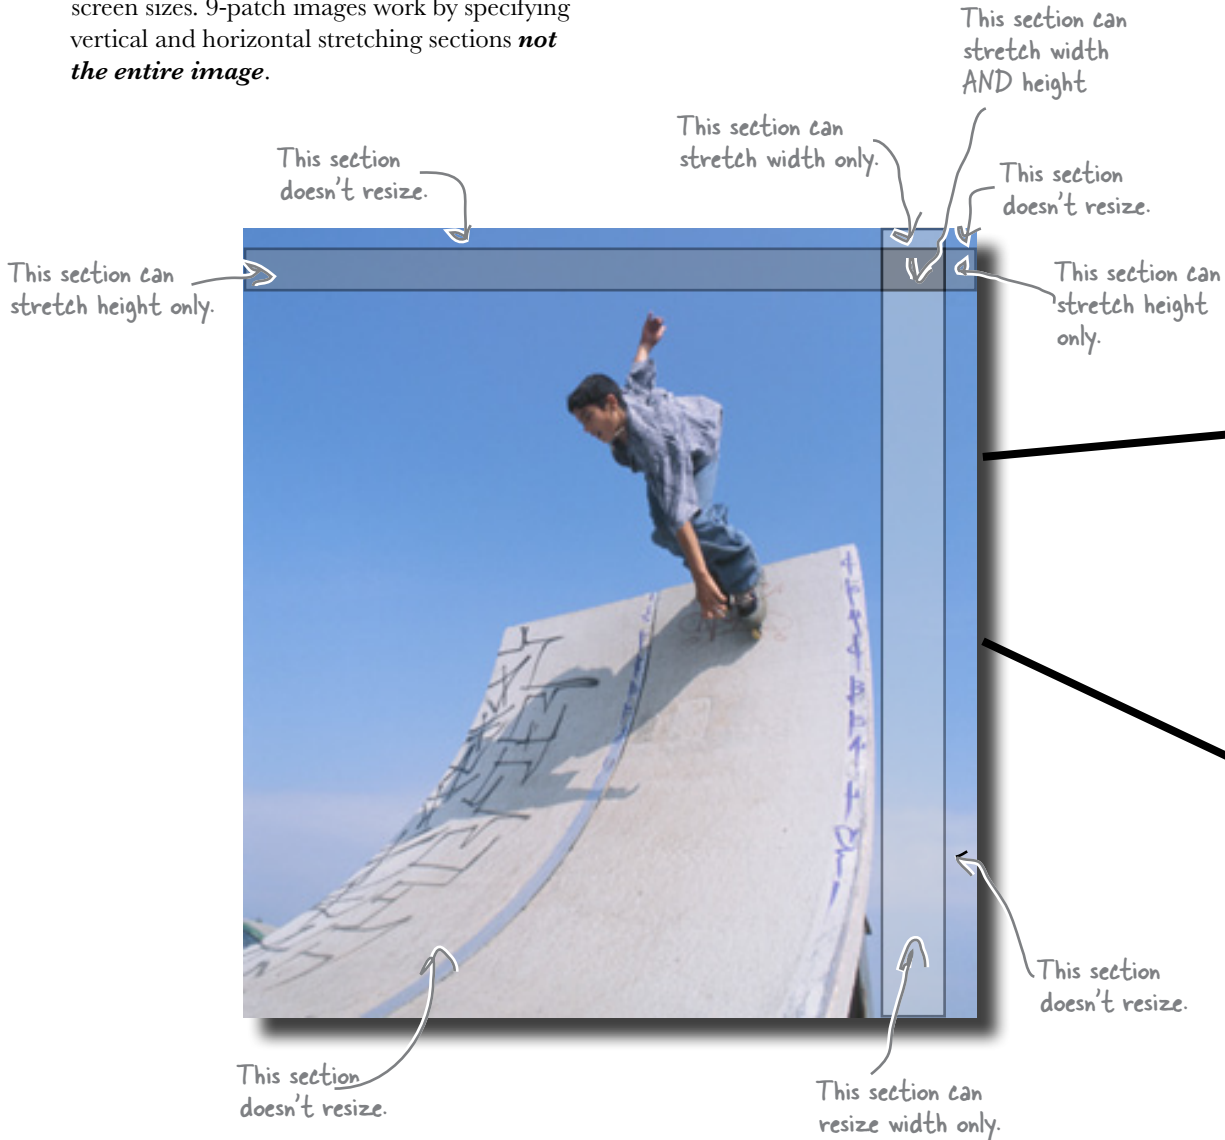 screen sizes. 9-patch images work by specifying
vertical and horizontal stretching sections not
the entire image.
This section can
stretch width
AND height
This section can
stretch width only.
This section
doesn't resize.
This section
doesn't resize.
This section can
stretch height only.
This section can
stretch height
only.
This section
doesn't resize.
This section
doesn't resize.
This section can
resize width only.